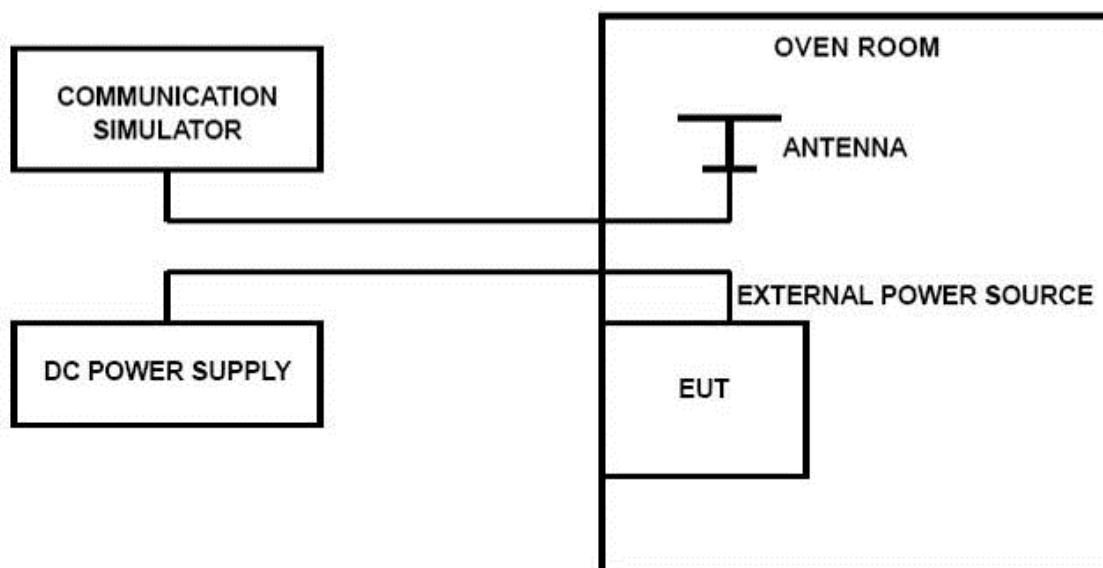 OVEN ROOM
COMMUNICATION
SIMULATOR
ANTENNA
EXTERNAL POWER SOURCE
DC POWER SUPPLY
EUT